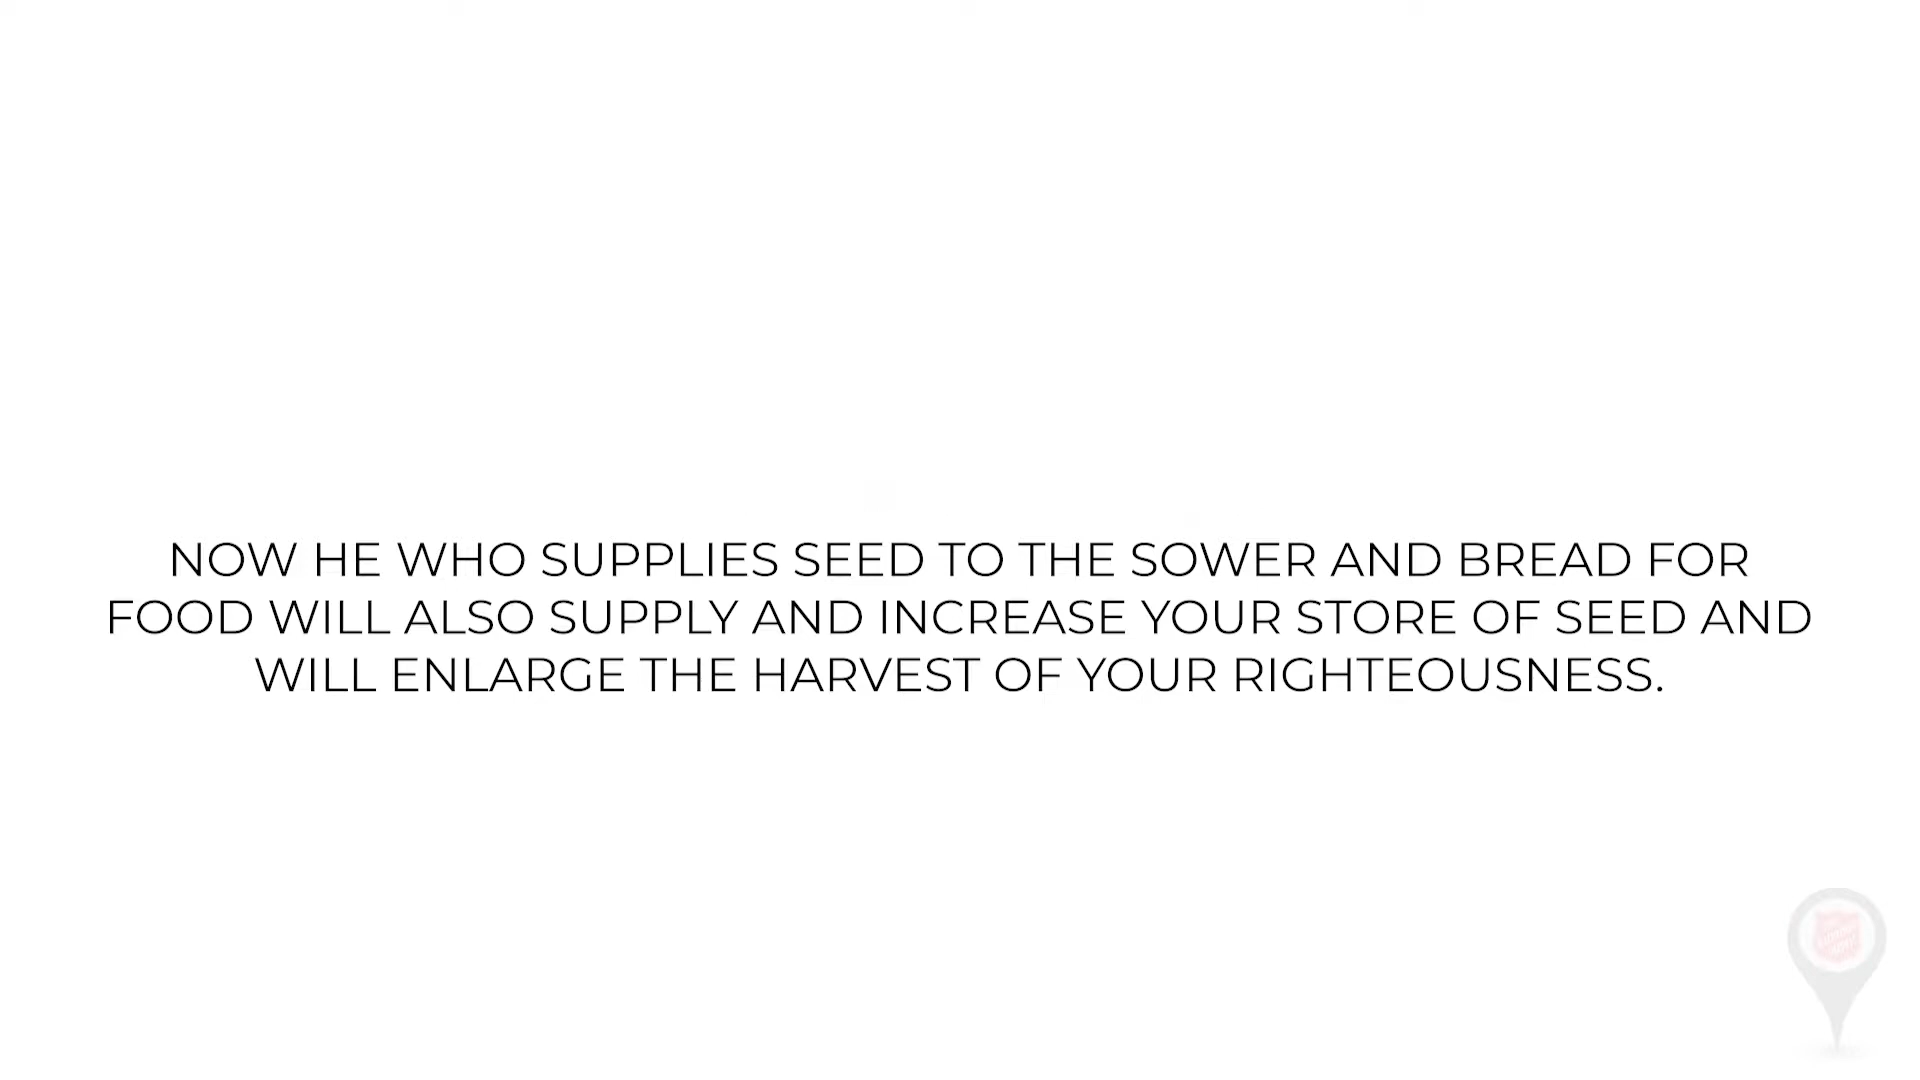 NOW HE WHO SUPPLIES SEED TO THE SOWER AND BREAD FOR
FOOD WILL ALSO SUPPLY AND INCREASE YOUR STORE OF SEED AND
WILL ENLARGE THE HARVEST OF YOUR RIGHTEOUSNESS.